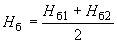 Hб = (Hб1 + Hб2) / 2